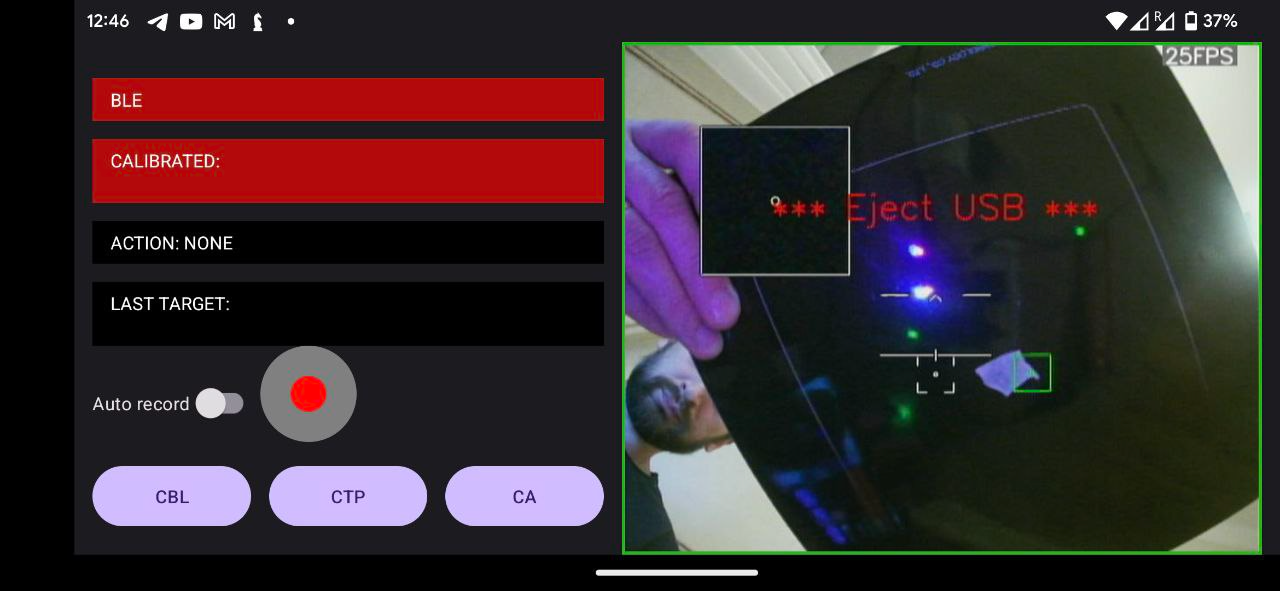 12:46
R
37%
BLE
CALIBRATED:
ACTION: NONE
LAST TARGET:
Auto record
CBL
CTP
CA
25FPS
*** Eject USB ***